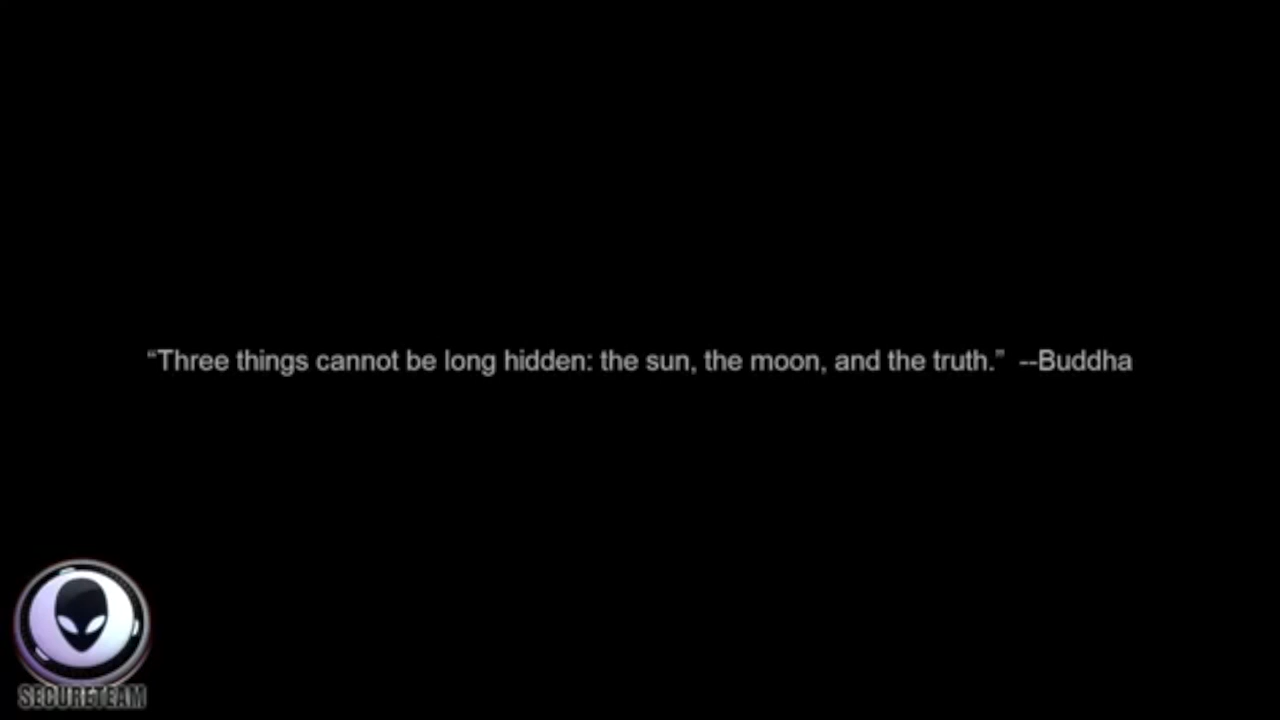 “Three things cannot be long hidden: the sun, the moon, and the truth.”  --Buddha
SECURETEAM